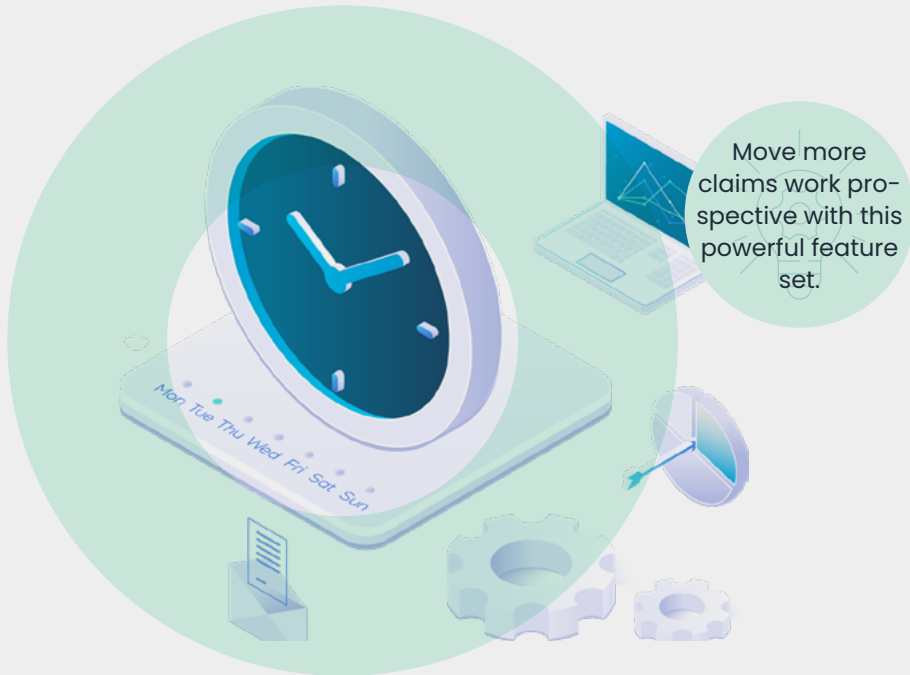 Move more
claims work pro-
spective with this
powerful feature
set.
Mon Tue Thu Wed Fri Sat Sun